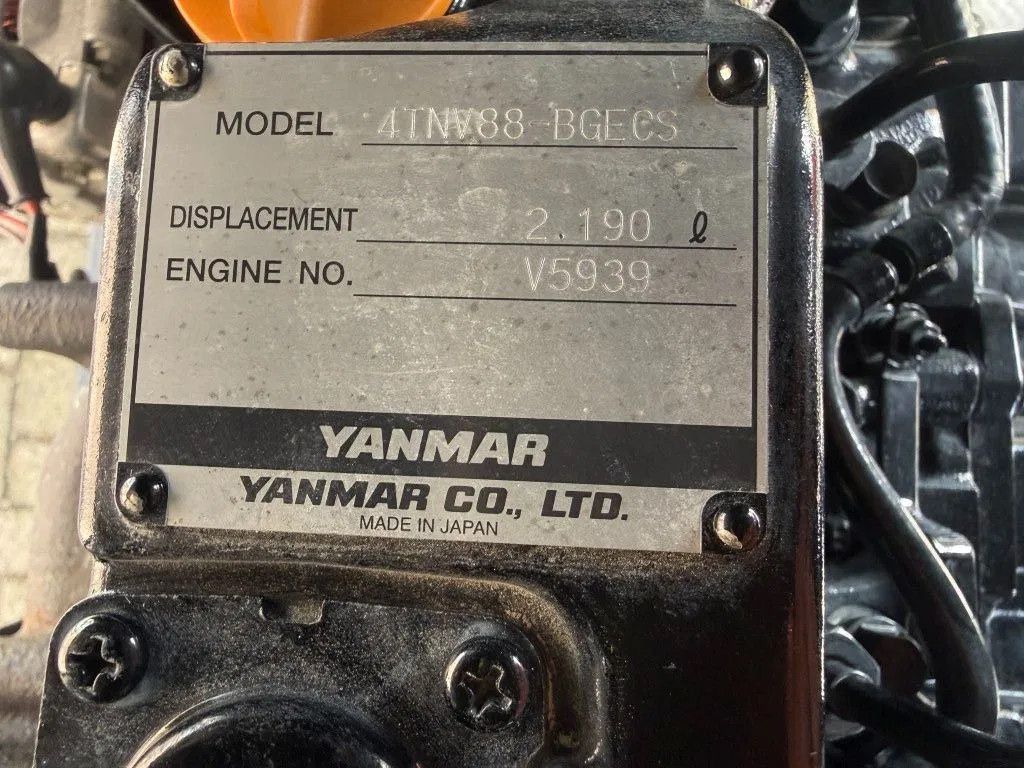 MODEL 4TNV88-BGECS
DISPLACEMENT 2.190 ℓ
ENGINE NO. V5939
YANMAR
YANMAR CO., LTD.
MADE IN JAPAN